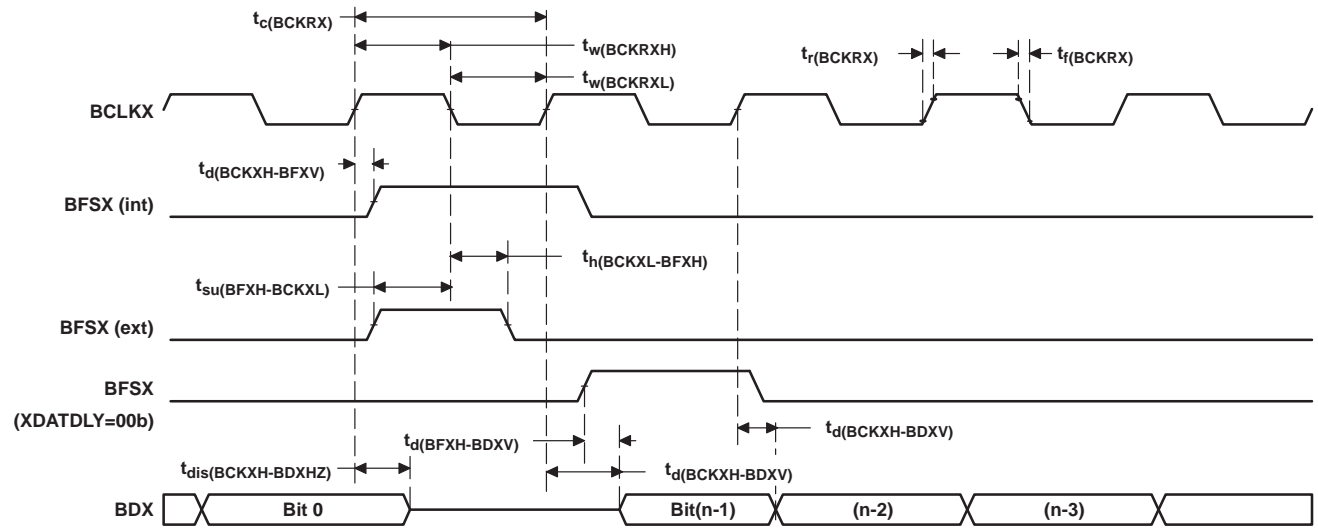 tc(BCKRX)
tw(BCKRXH)
tr(BCKRX)
tf(BCKRX)
tw(BCKRXL)
BCLKX
td(BCKXH-BFXV)
BFSX (int)
th(BCKXL-BFXH)
tsu(BFXH-BCKXL)
BFSX (ext)
BFSX
(XDATDLY=00b)
td(BFXH-BDXV)
td(BCKXH-BDXV)
tdis(BCKXH-BDXHZ)
td(BCKXH-BDXV)
BDX
Bit 0
Bit(n-1)
(n-2)
(n-3)